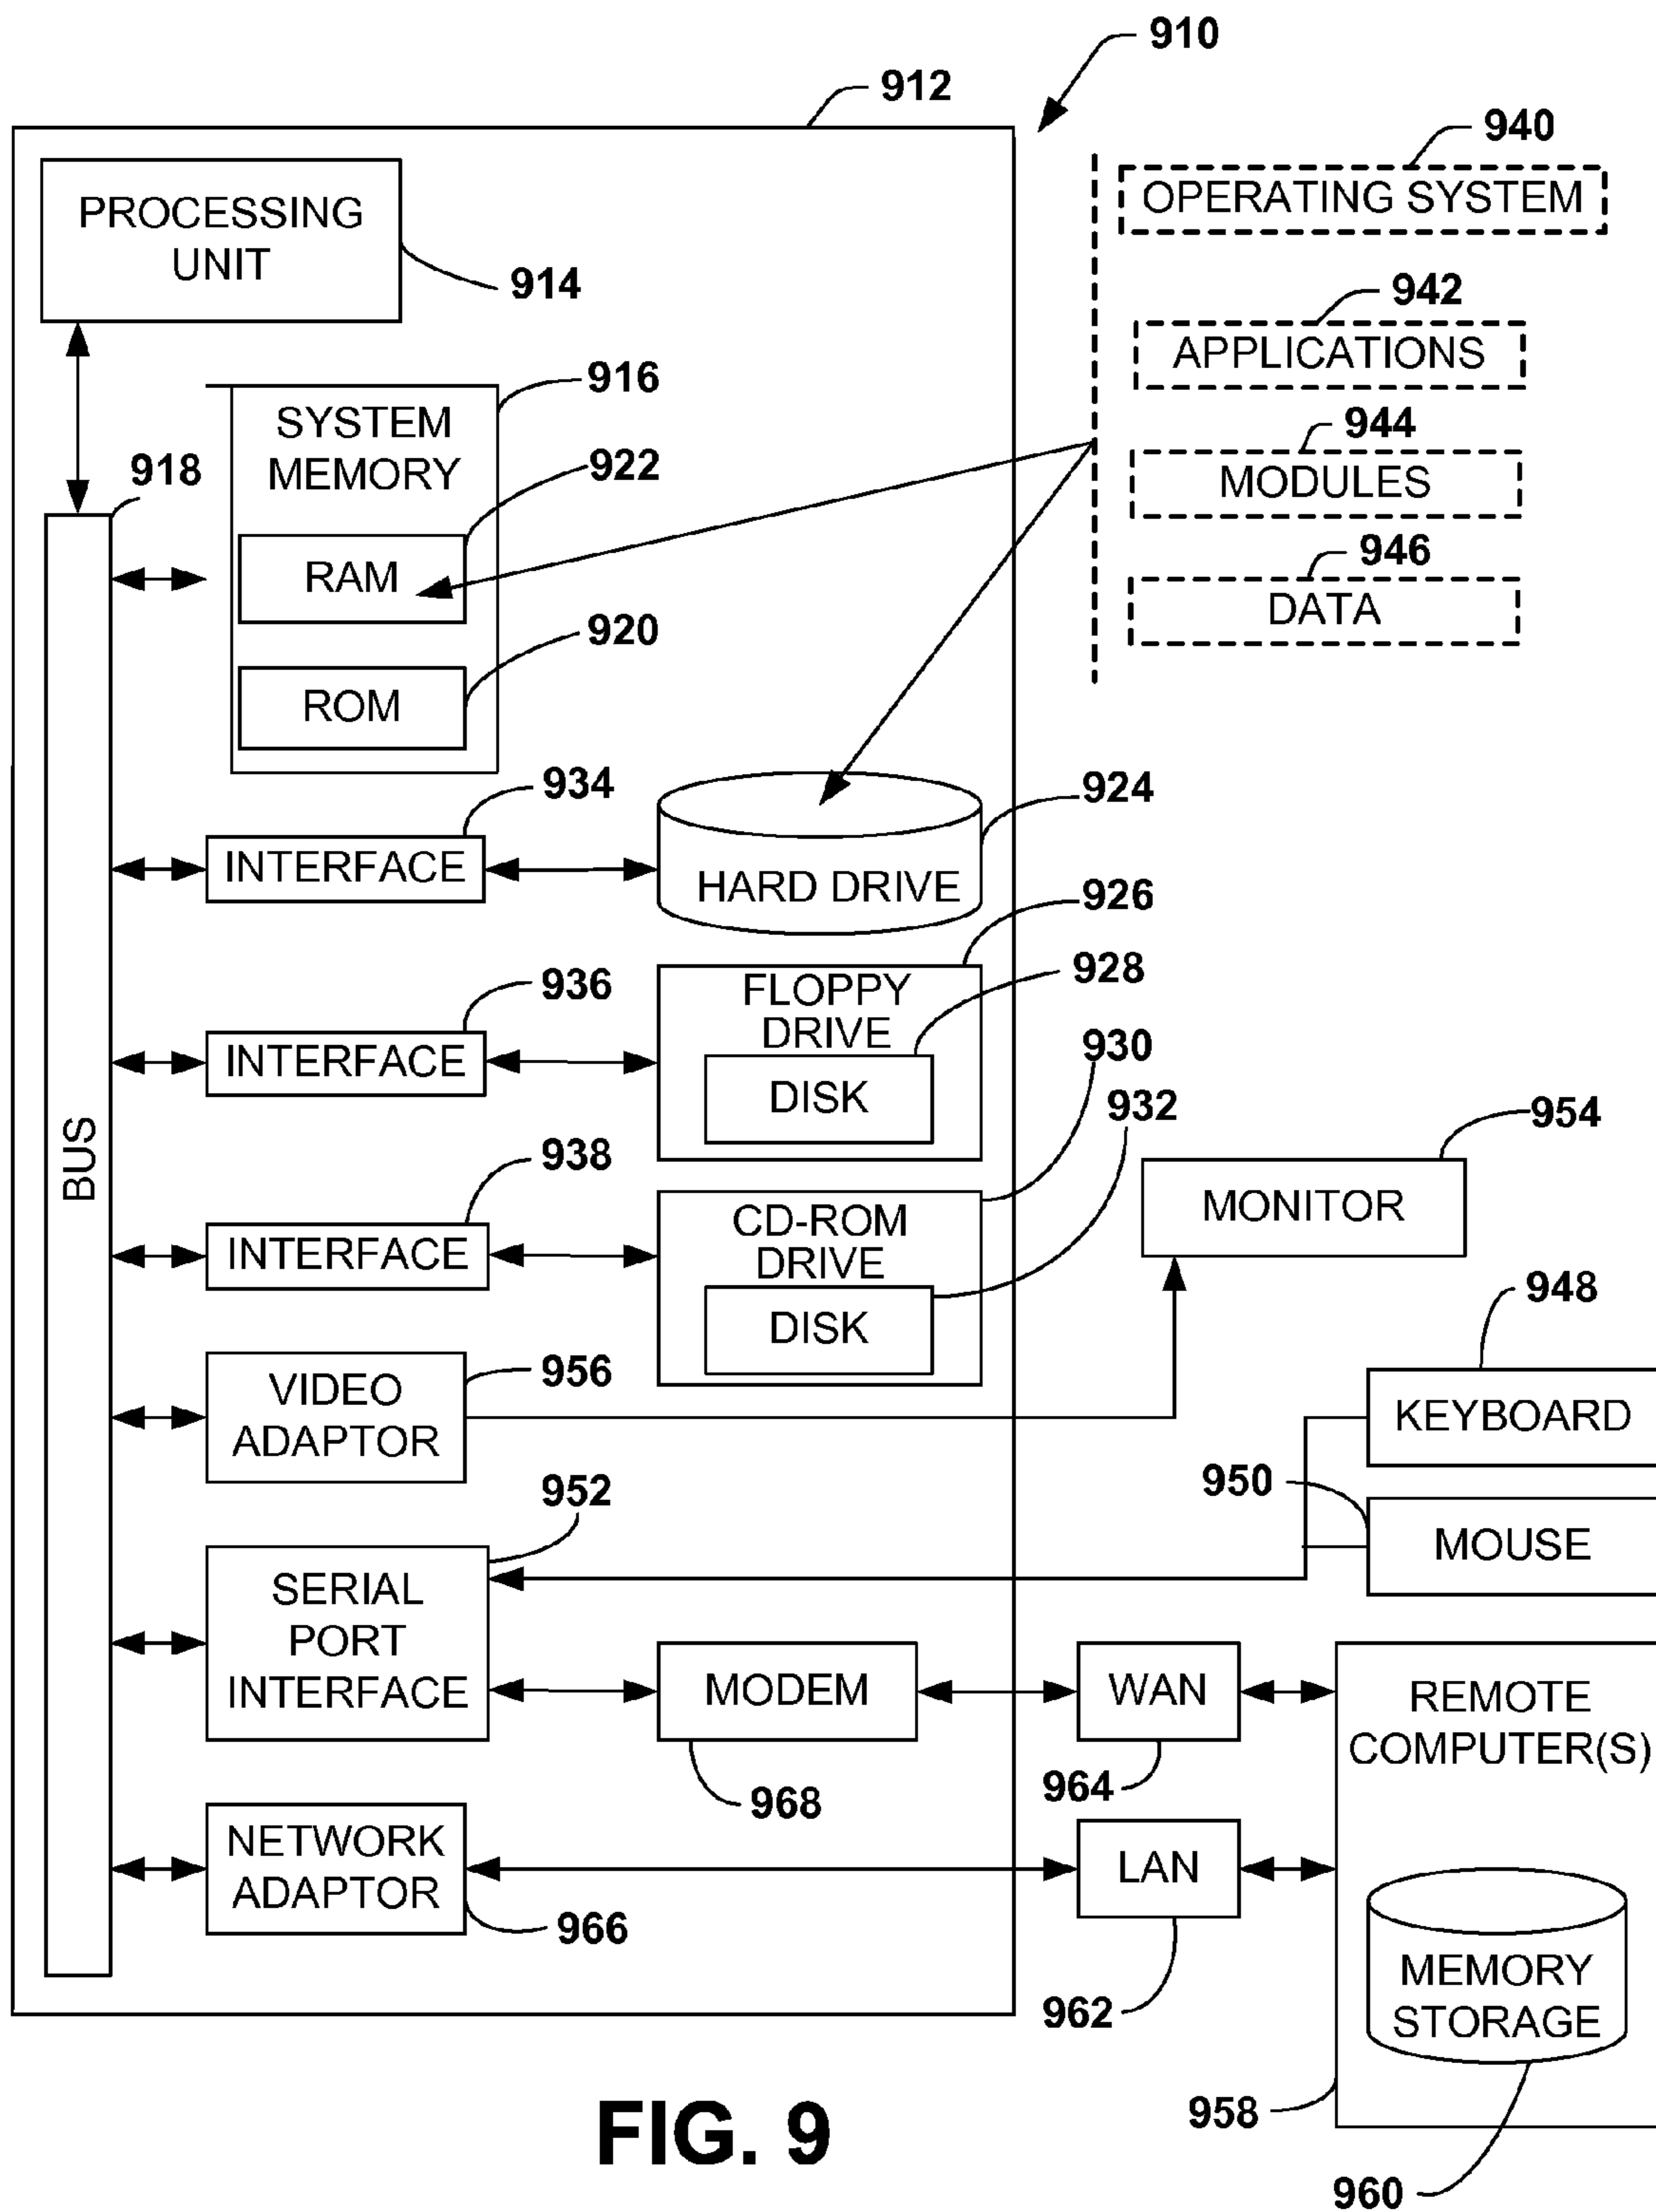 910
912
940
OPERATING SYSTEM
PROCESSING
UNIT
914
942
APPLICATIONS
916
SYSTEM
MEMORY
944
MODULES
918
922
RAM
946
DATA
920
ROM
934
INTERFACE
924
HARD DRIVE
926
936
INTERFACE
FLOPPY
DRIVE
928
DISK
930
932
BUS
938
INTERFACE
CD-ROM
DRIVE
DISK
954
MONITOR
948
KEYBOARD
956
VIDEO
ADAPTOR
950
MOUSE
952
SERIAL
PORT
INTERFACE
MODEM
968
WAN
964
REMOTE
COMPUTER(S)
NETWORK
ADAPTOR
966
LAN
962
MEMORY
STORAGE
958
960
FIG. 9